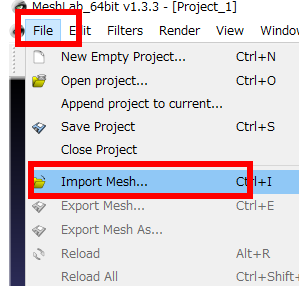 MeshLab_64bit v1.3.3 - [Project_1]
File Edit Filters Render View Windo
New Empty Project... Ctrl+N
Open project... Ctrl+O
Append project to current...
Save Project Ctrl+S
Close Project
Import Mesh... Ctrl+I
Export Mesh... Ctrl+E
Export Mesh As...
Reload Alt+R
Reload All Ctrl+Shift+